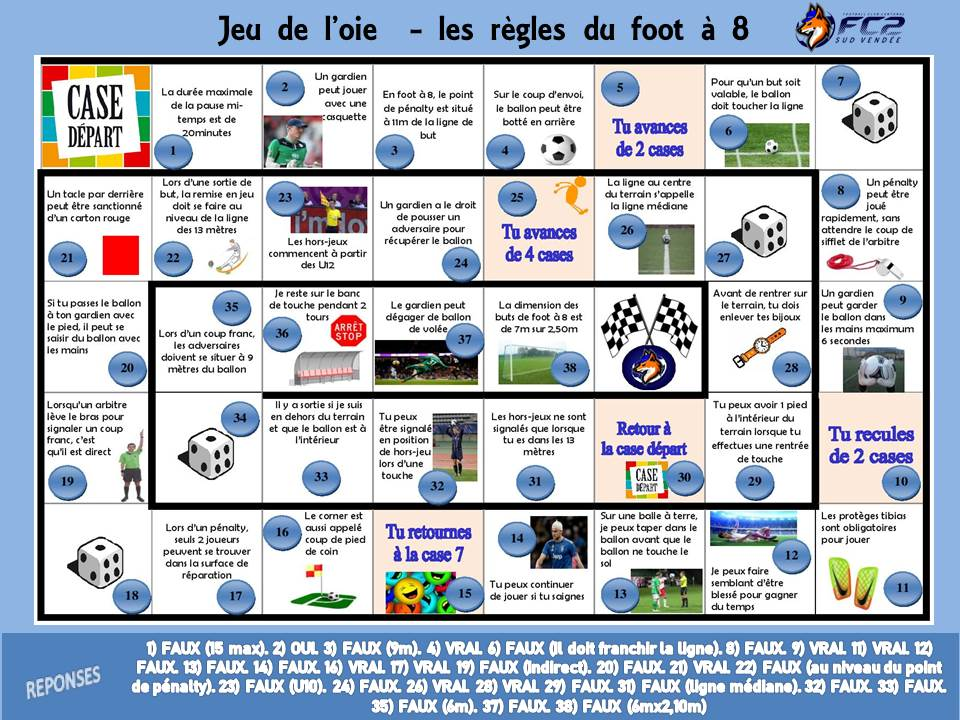 Jeu de l'oie - les règles du foot à 8
FOOTBALL CLUB CANTONAL
FC2
SUD VENDÉE
CASE
DÉPART
La durée maximale
de la pause mi-
temps est de
20minutes
1
2
Un gardien
peut jouer
avec une
casquette
En foot à 8, le point
de pénalty est situé
à 11m de la ligne de
but
3
Sur le coup d'envoi,
le ballon peut être
botté en arrière
4
5
Tu avances
de 2 cases
Pour qu'un but soit
valable, le ballon
doit toucher la ligne
6
7
8
Un pénalty
peut être
joué
rapidement, sans
attendre le coup de
sifflet de l'arbitre
Un gardien
peut garder
le ballon dans
les mains maximum
6 secondes
9
Tu recules
de 2 cases
10
Les protèges tibias
sont obligatoires
pour jouer
11
12
Je peux faire
semblant d'être
blessé pour gagner
du temps
Sur une balle à terre,
je peux taper dans le
ballon avant que le
ballon ne touche le
sol
13
14
Tu peux continuer
de jouer si tu saignes
Tu retournes
à la case 7
15
16
Le corner est
aussi appelé
coup de pied
de coin
Lors d'un pénalty,
seuls 2 joueurs
peuvent se trouver
dans la surface de
réparation
17
18
Lorsqu'un arbitre
lève le bras pour
signaler un coup
franc, c'est
qu'il est direct
19
Si tu passes le ballon
à ton gardien avec
le pied, il peut se
saisir du ballon avec
les mains
20
Un tacle par derrière
peut être sanctionné
d'un carton rouge
21
Lors d'une sortie de
but, la remise en jeu
doit se faire au
niveau de la ligne
des 13 mètres
22
23
Les hors-jeux
commencent à partir
des U12
Un gardien a le droit
de pousser un
adversaire pour
récupérer le ballon
24
25
Tu avances
de 4 cases
La ligne au centre
du terrain s'appelle
la ligne médiane
26
27
Avant de rentrer sur
le terrain, tu dois
enlever tes bijoux
28
Tu peux avoir 1 pied
à l'intérieur du
terrain lorsque tu
effectues une rentrée
de touche
29
Retour à
la case départ
CASE
DÉPART
30
Les hors-jeux ne sont
signalés que lorsque
tu es dans les 13
mètres
31
Tu peux
être signalé
en position
de hors-jeu
lors d'une
touche
32
Il y a sortie si je suis
en dehors du terrain
et que le ballon est à
l'intérieur
33
34
35
Lors d'un coup franc,
les adversaires
doivent se situer à 9
mètres du ballon
Je reste sur le banc
de touche pendant 2
tours
36
ARRÊT
STOP
Le gardien peut
dégager de ballon
de volée
37
La dimension des
buts de foot à 8 est
de 7m sur 2,50m
38
REPONSES
1) FAUX (15 max). 2) OUI. 3) FAUX (9m). 4) VRAI. 6) FAUX (il doit franchir la ligne). 8) FAUX. 9) VRAI 11) VRAI. 12)
FAUX. 13) FAUX. 14) FAUX. 16) VRAI 17) VRAI 19) FAUX (indirect). 20) FAUX. 21) VRAI 22) FAUX (au niveau du point
de pénalty). 23) FAUX (U10). 24) FAUX. 26) VRAI 28) VRAI 29) FAUX. 31) FAUX (ligne médiane). 32) FAUX. 33) FAUX.
35) FAUX (6m). 37) FAUX. 38) FAUX (6mx2,10m)